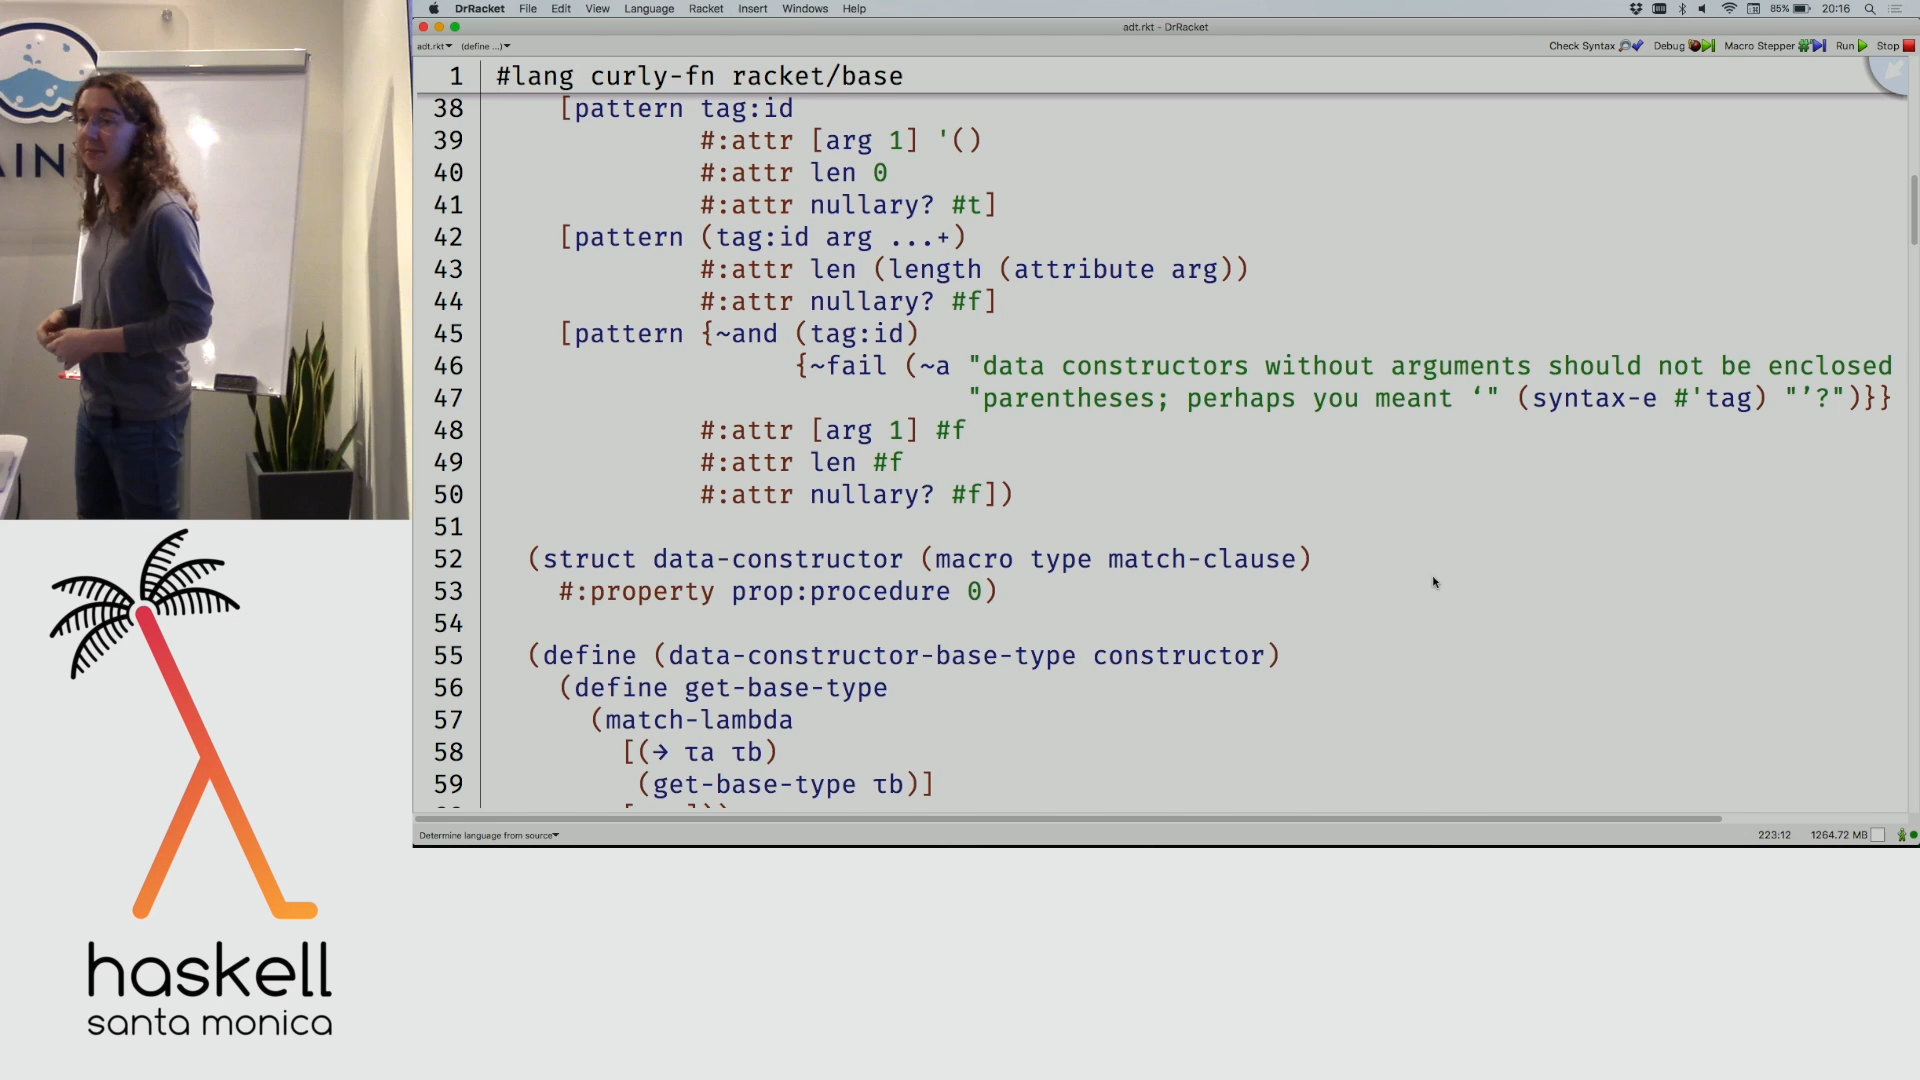 DrRacket File Edit View Language Racket Insert Windows Help 85% 20:16
adt.rkt - DrRacket
adt.rkt (define ...) Check Syntax Debug Macro Stepper Run Stop
1 #lang curly-fn racket/base
38 [pattern tag:id
39 #:attr [arg 1] '()
40 #:attr len 0
41 #:attr nullary? #t]
42 [pattern (tag:id arg ...+)
43 #:attr len (length (attribute arg))
44 #:attr nullary? #f]
45 [pattern {~and (tag:id)
46 {~fail (~a "data constructors without arguments should not be enclosed
47 "parentheses; perhaps you meant ‘" (syntax-e #'tag) "’?")}}
48 #:attr [arg 1] #f
49 #:attr len #f
50 #:attr nullary? #f])
51
52 (struct data-constructor (macro type match-clause)
53 #:property prop:procedure 0)
54
55 (define (data-constructor-base-type constructor)
56 (define get-base-type
57 (match-lambda
58 [(→ τa τb)
59 (get-base-type τb)]
Determine language from source 223:12 1264.72 MB
AIN
haskell
santa monica